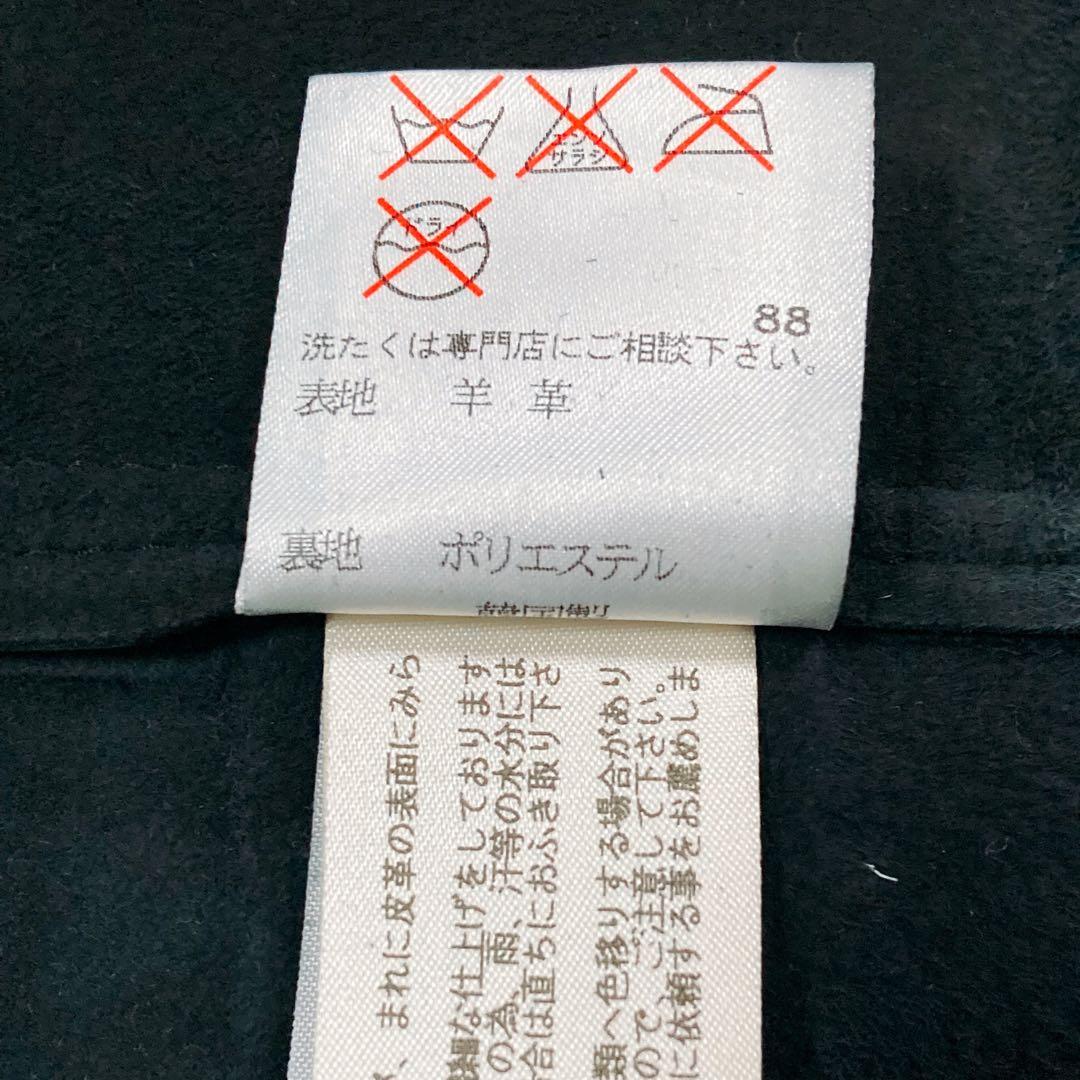 エンソ
サラシ
ドライ
88
洗たくは専門店にご相談下さい。
表地 羊革
裏地 ポリエステル
、まれに皮革の表面にみら
繊細な仕上げをしております
の為、雨、汗等の水分には
合は直ちにおふき取り下さ
類へ色移りする場合があり
ので、ご注意して下さい。
に依頼する事をお薦めしま